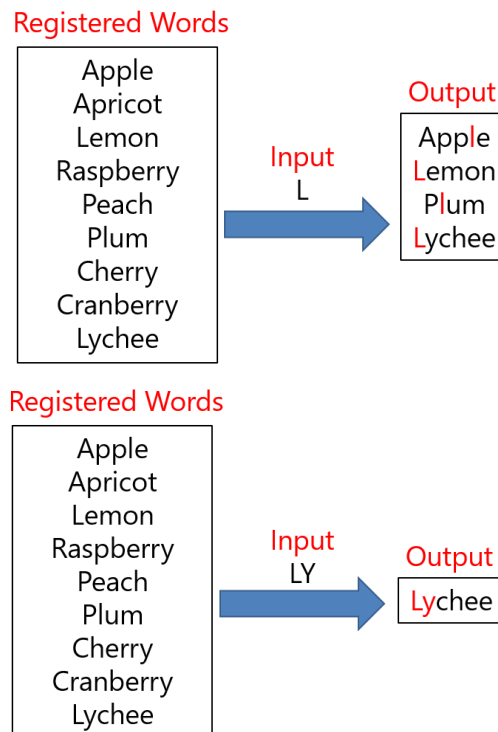 Registered Words
Apple
Apricot
Lemon
Raspberry
Peach
Plum
Cherry
Cranberry
Lychee
Input
L
Output
Apple
Lemon
Plum
Lychee
Registered Words
Apple
Apricot
Lemon
Raspberry
Peach
Plum
Cherry
Cranberry
Lychee
Input
LY
Output
Lychee